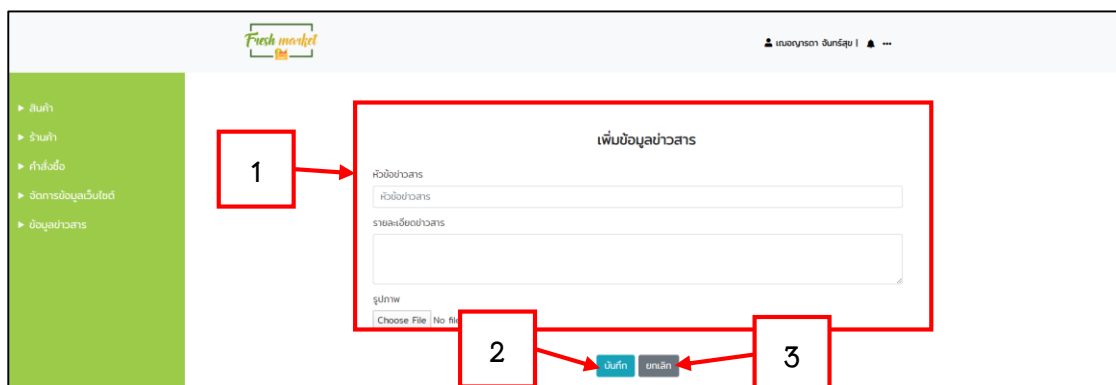 Fresh market
เฌอญารดา จันทร์สุข | •••
► สินค้า
► ร้านค้า
► คำสั่งซื้อ
► จัดการข้อมูลเว็บไซต์
► ข้อมูลข่าวสาร
เพิ่มข้อมูลข่าวสาร
1
หัวข้อข่าวสาร
หัวข้อข่าวสาร
รายละเอียดข่าวสาร
รูปภาพ
Choose File No file
2
บันทึก ยกเลิก
3